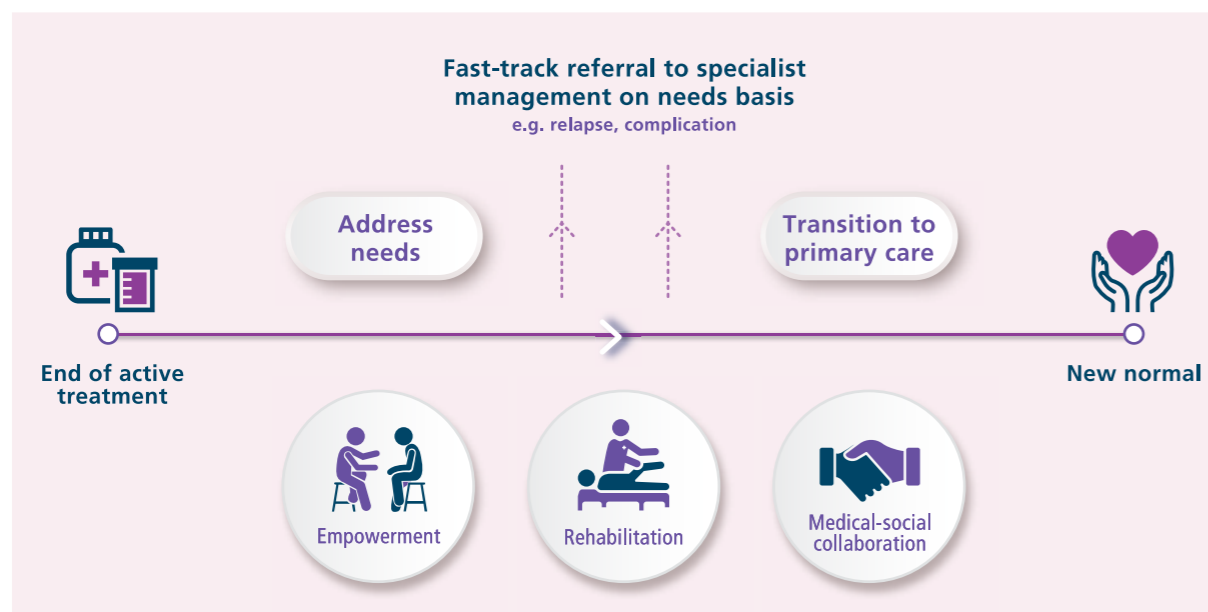 Fast-track referral to specialist
management on needs basis
e.g. relapse, complication
Address
needs
Transition to
primary care
End of active
treatment
New normal
Empowerment
Rehabilitation
Medical-social
collaboration